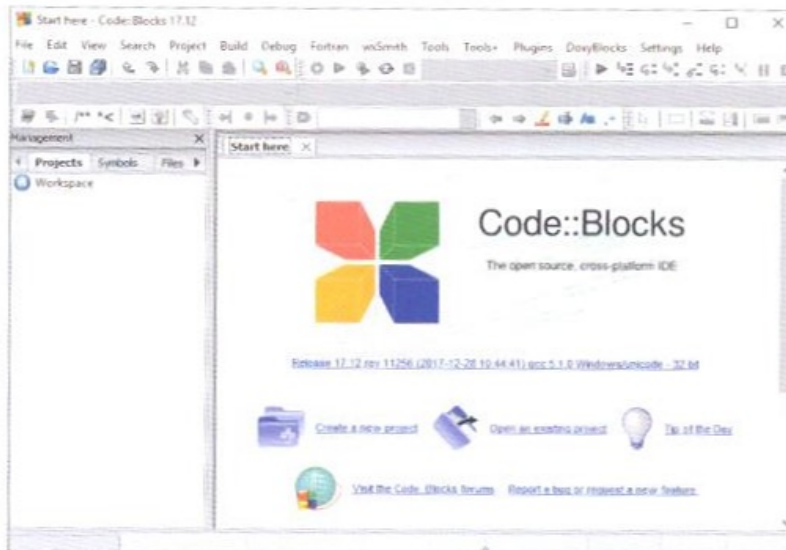 Start here - Code::Blocks 17.12
File Edit View Search Project Build Debug Fortran wxSmith Tools Tools+ Plugins DoxyBlocks Settings Help
/** *<
Management
Projects Symbols Files
Workspace
Start here
Code::Blocks
The open source, cross-platform IDE
Release 17.12 rev 11256 (2017-12-28 10:44:41) gcc 5.1.0 Windows/unicode - 32 bit
Create a new project Open an existing project Tip of the Day
Visit the Code::Blocks forums Report a bug or request a new feature